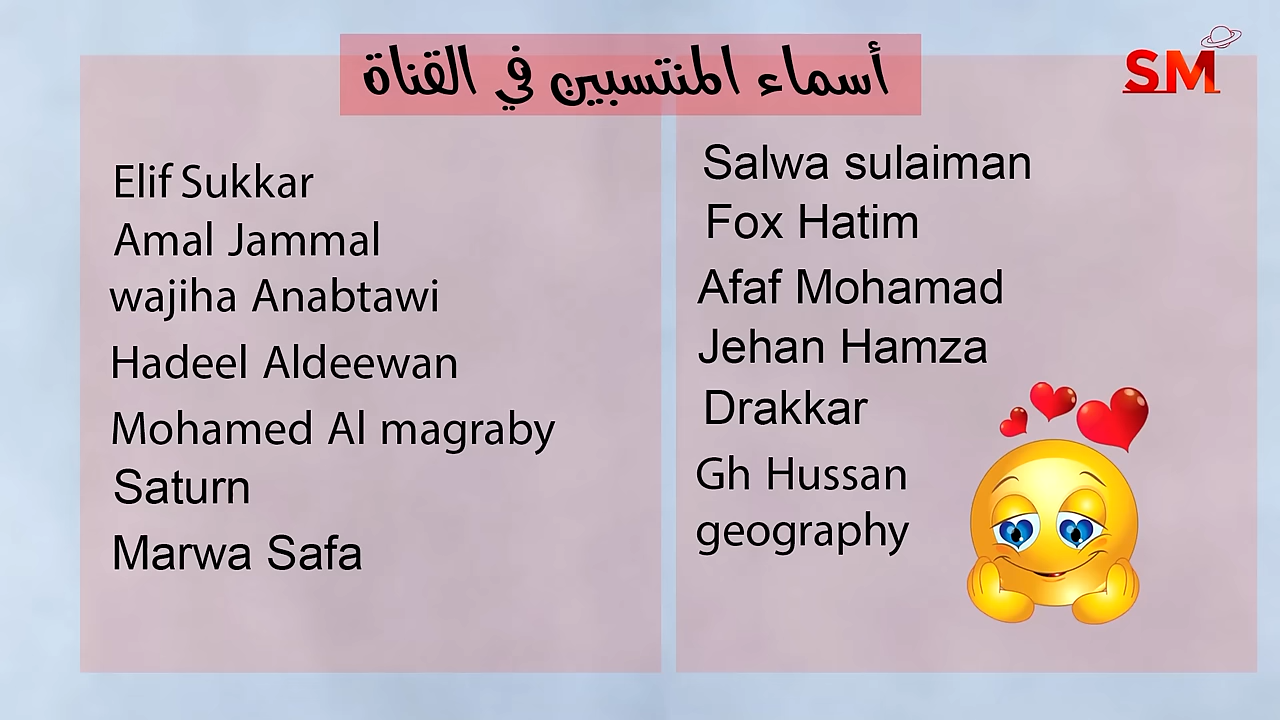 أسماء المنتسبين في القناة
SM
Elif Sukkar
Amal Jammal
wajiha Anabtawi
Hadeel Aldeewan
Mohamed Al magraby
Saturn
Marwa Safa
Salwa sulaiman
Fox Hatim
Afaf Mohamad
Jehan Hamza
Drakkar
Gh Hussan
geography